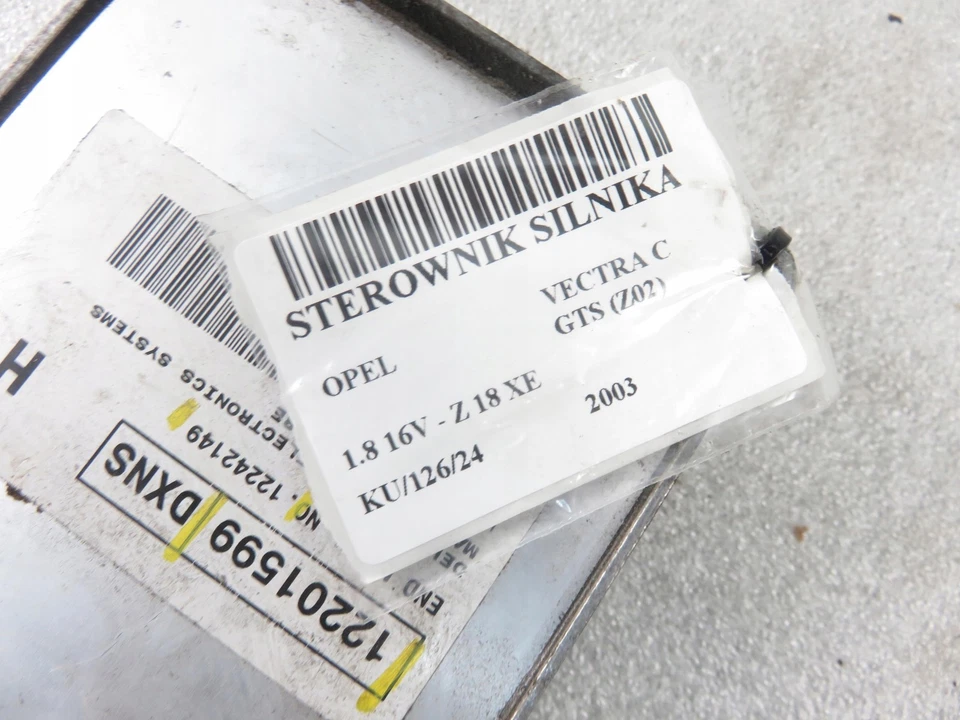 STEROWNIK SILNIKA
OPEL
VECTRA C
GTS (Z02)
1.8 16V - Z 18 XE
2003
KU/126/24
12201599 DXNS
12242149
ELECTRONICS SYSTEMS
H